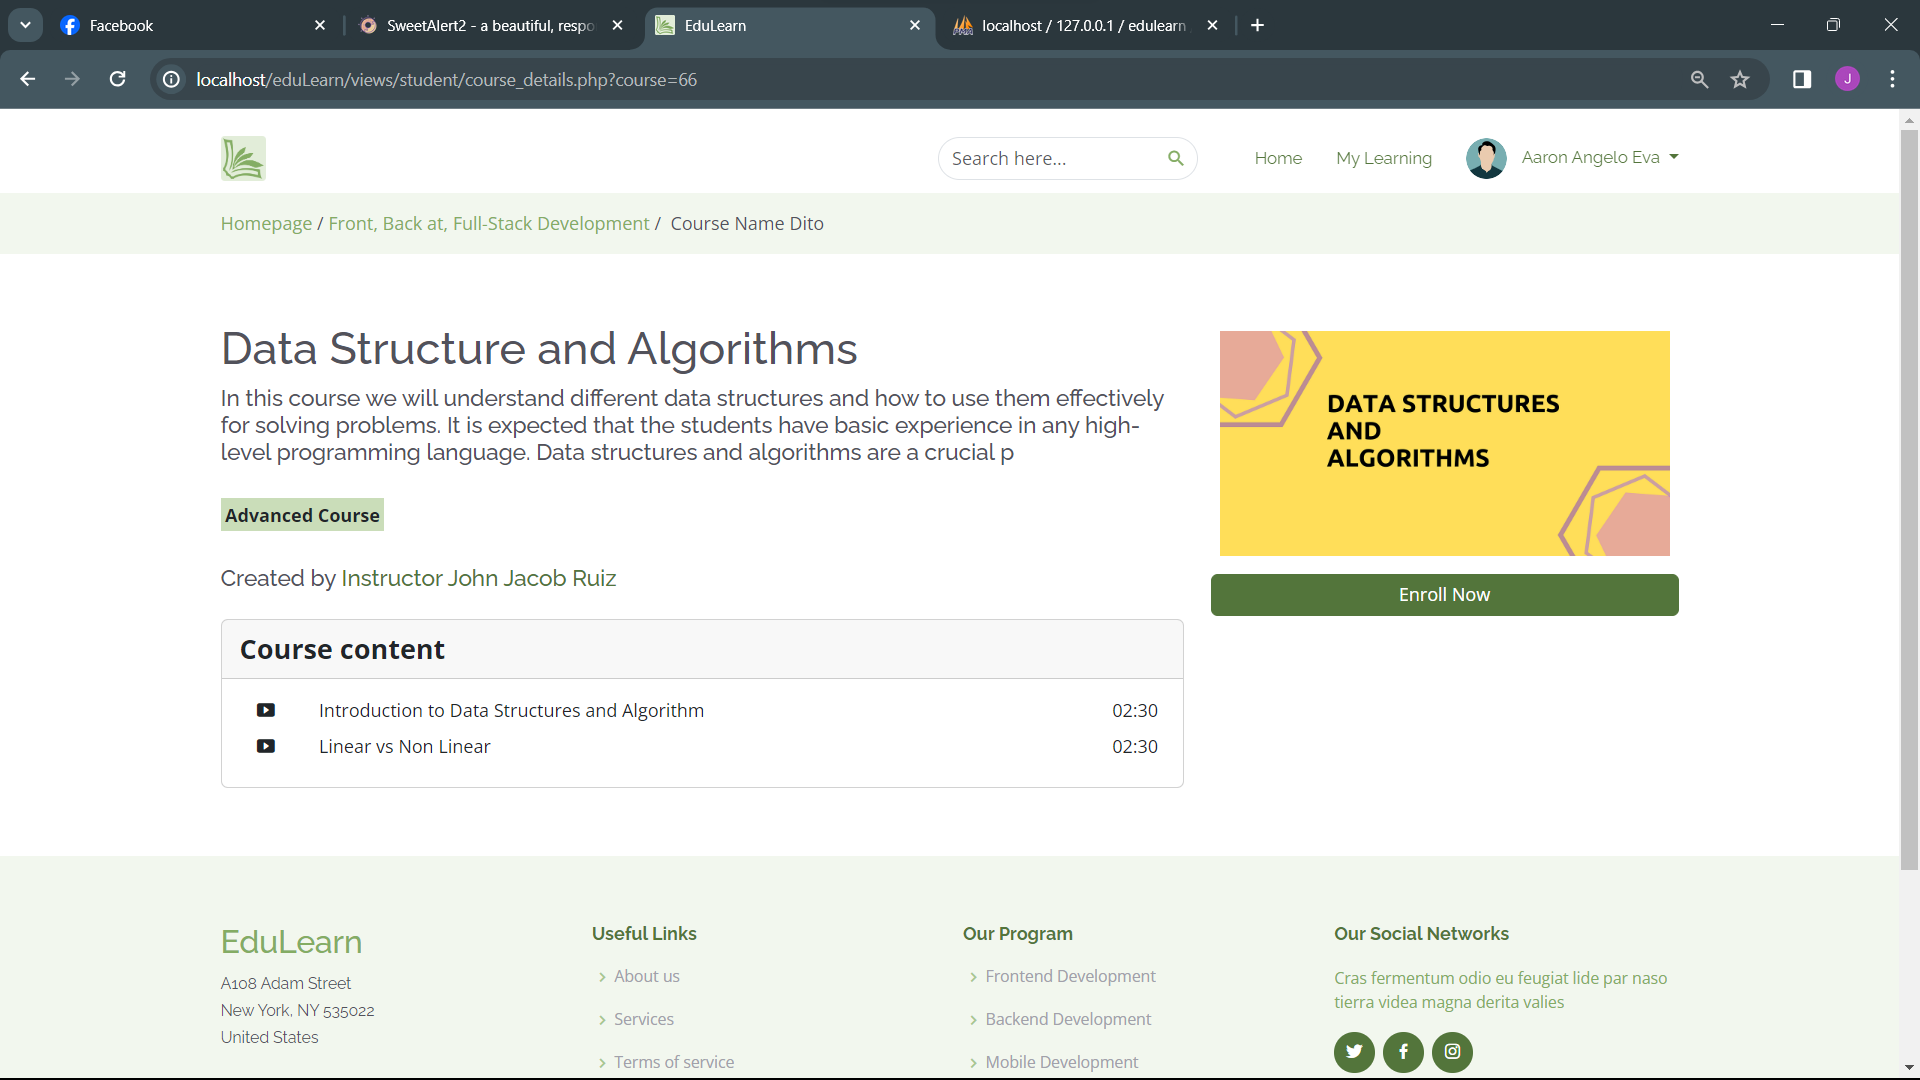 Facebook
SweetAlert2 - a beautiful, respo
EduLearn
localhost / 127.0.0.1 / edulearn
localhost/eduLearn/views/student/course_details.php?course=66
J
Search here...
Home
My Learning
Aaron Angelo Eva
Homepage / Front, Back at, Full-Stack Development / Course Name Dito
Data Structure and Algorithms
In this course we will understand different data structures and how to use them effectively
for solving problems. It is expected that the students have basic experience in any high-
level programming language. Data structures and algorithms are a crucial p
Advanced Course
Created by Instructor John Jacob Ruiz
DATA STRUCTURES
AND
ALGORITHMS
Enroll Now
Course content
Introduction to Data Structures and Algorithm 02:30
Linear vs Non Linear 02:30
EduLearn
A108 Adam Street
New York, NY 535022
United States
Useful Links
About us
Services
Terms of service
Our Program
Frontend Development
Backend Development
Mobile Development
Our Social Networks
Cras fermentum odio eu feugiat lide par naso
tierra videa magna derita valies